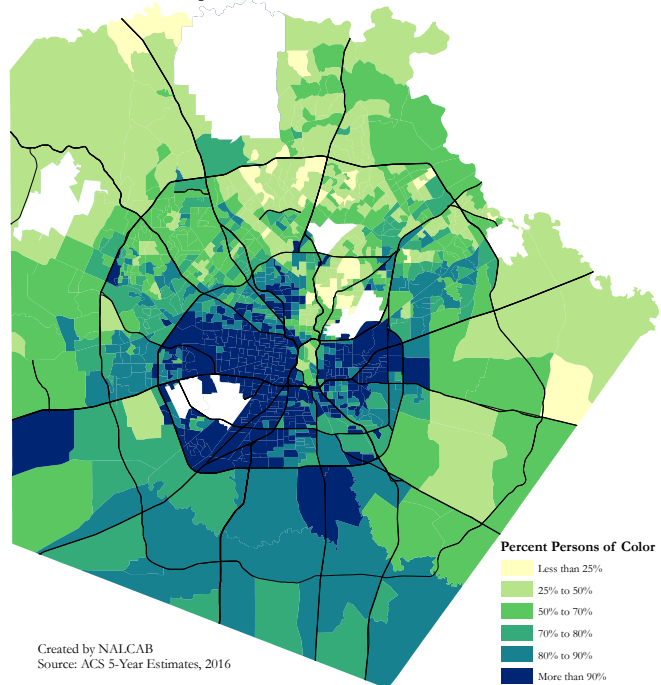 Percent Persons of Color
Less than 25%
25% to 50%
50% to 70%
70% to 80%
80% to 90%
More than 90%
Created by NALCAB
Source: ACS 5-Year Estimates, 2016